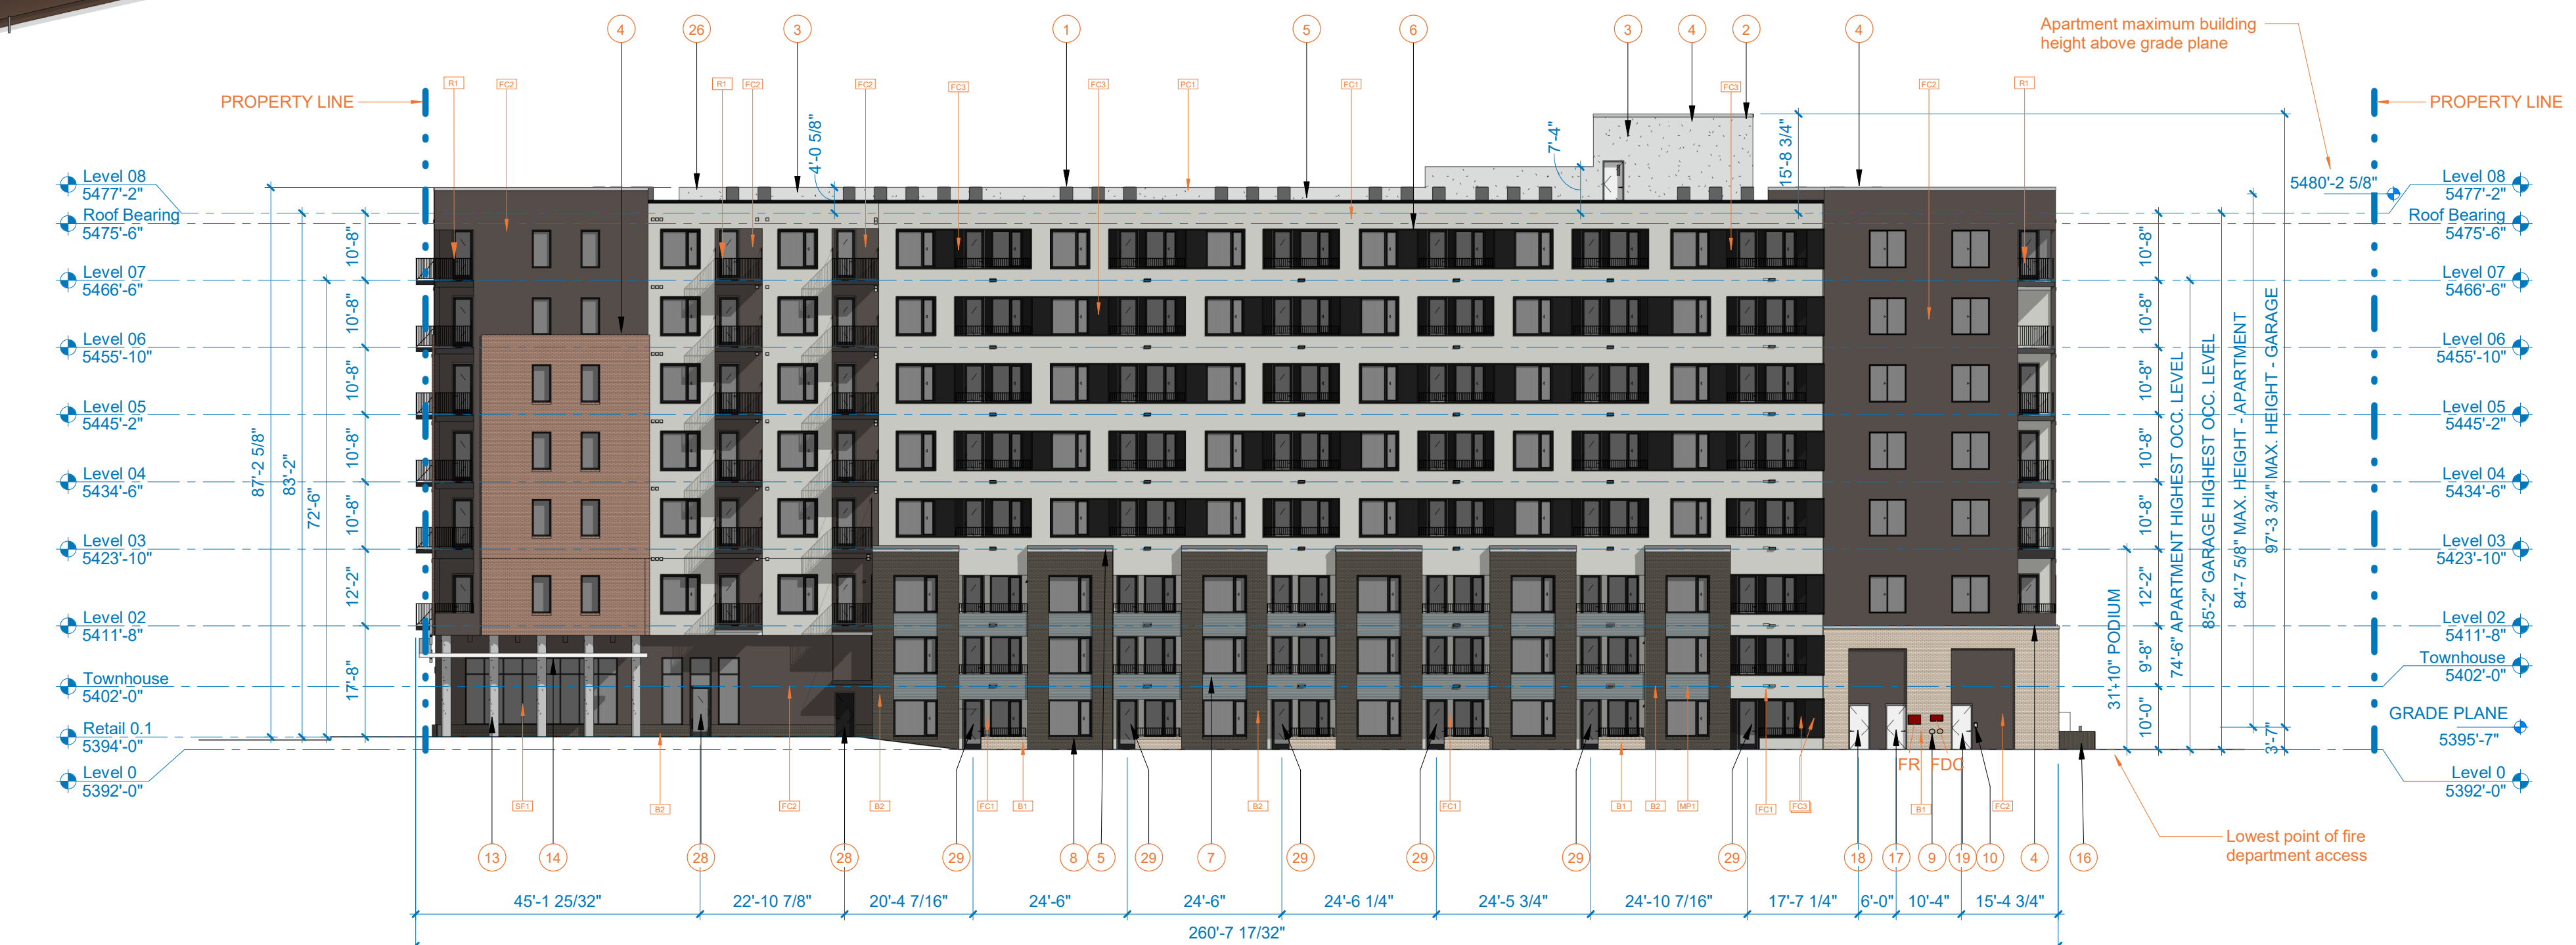 4
26
3
1
5
6
3
4
2
4
Apartment maximum building
height above grade plane
R1
FC2
R1
FC2
FC2
FC3
FC3
PC1
FC1
FC3
FC2
R1
PROPERTY LINE
PROPERTY LINE
4'-0 5/8"
7'-4"
15'-8 3/4"
Level 08
5477'-2"
Roof Bearing
5475'-6"
Level 07
5466'-6"
Level 06
5455'-10"
Level 05
5445'-2"
Level 04
5434'-6"
Level 03
5423'-10"
Level 02
5411'-8"
Townhouse
5402'-0"
Retail 0.1
5394'-0"
Level 0
5392'-0"
87'-2 5/8"
83'-2"
72'-6"
10'-8"
10'-8"
10'-8"
10'-8"
10'-8"
12'-2"
17'-8"
5480'-2 5/8"
Level 08
5477'-2"
Roof Bearing
5475'-6"
Level 07
5466'-6"
Level 06
5455'-10"
Level 05
5445'-2"
Level 04
5434'-6"
Level 03
5423'-10"
Level 02
5411'-8"
Townhouse
5402'-0"
GRADE PLANE
5395'-7"
Level 0
5392'-0"
10'-8"
10'-8"
10'-8"
10'-8"
10'-8"
12'-2"
9'-8"
10'-0"
31'-10" PODIUM
74'-6" APARTMENT HIGHEST OCC. LEVEL
85'-2" GARAGE HIGHEST OCC. LEVEL
84'-7 5/8" MAX. HEIGHT - APARTMENT
97'-3 3/4" MAX. HEIGHT - GARAGE
3'-7"
FR
FDC
SF1
B2
FC2
B2
FC1
B1
B2
FC1
B1
B2
MP1
FC1
FC3
B1
FC2
Lowest point of fire
department access
13
14
28
28
29
8
5
29
7
29
29
29
29
18
17
9
19
10
4
16
45'-1 25/32"
22'-10 7/8"
20'-4 7/16"
24'-6"
24'-6"
24'-6 1/4"
24'-5 3/4"
24'-10 7/16"
17'-7 1/4"
6'-0"
10'-4"
15'-4 3/4"
260'-7 17/32"